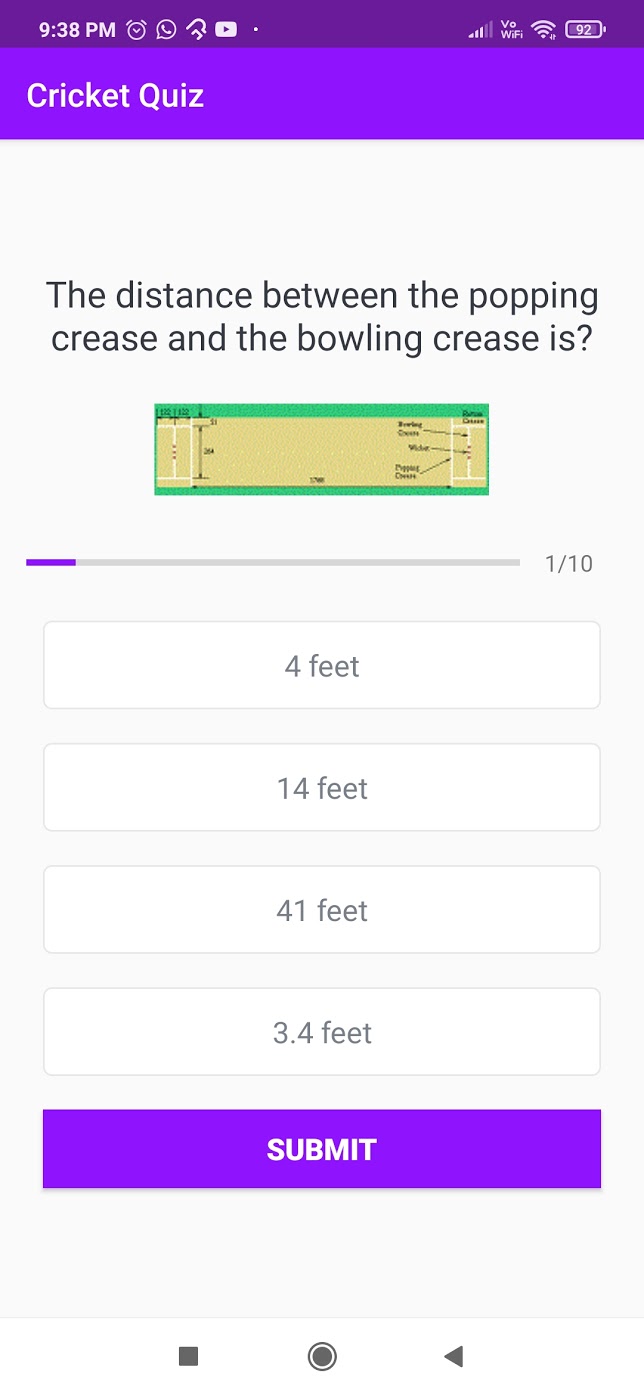 9:38 PM
Vo
WiFi
92
Cricket Quiz
The distance between the popping
crease and the bowling crease is?
122 122
Return
Crease
Bowling
Crease
264
Wicket
Popping
Crease
1/10
4 feet
14 feet
41 feet
3.4 feet
SUBMIT